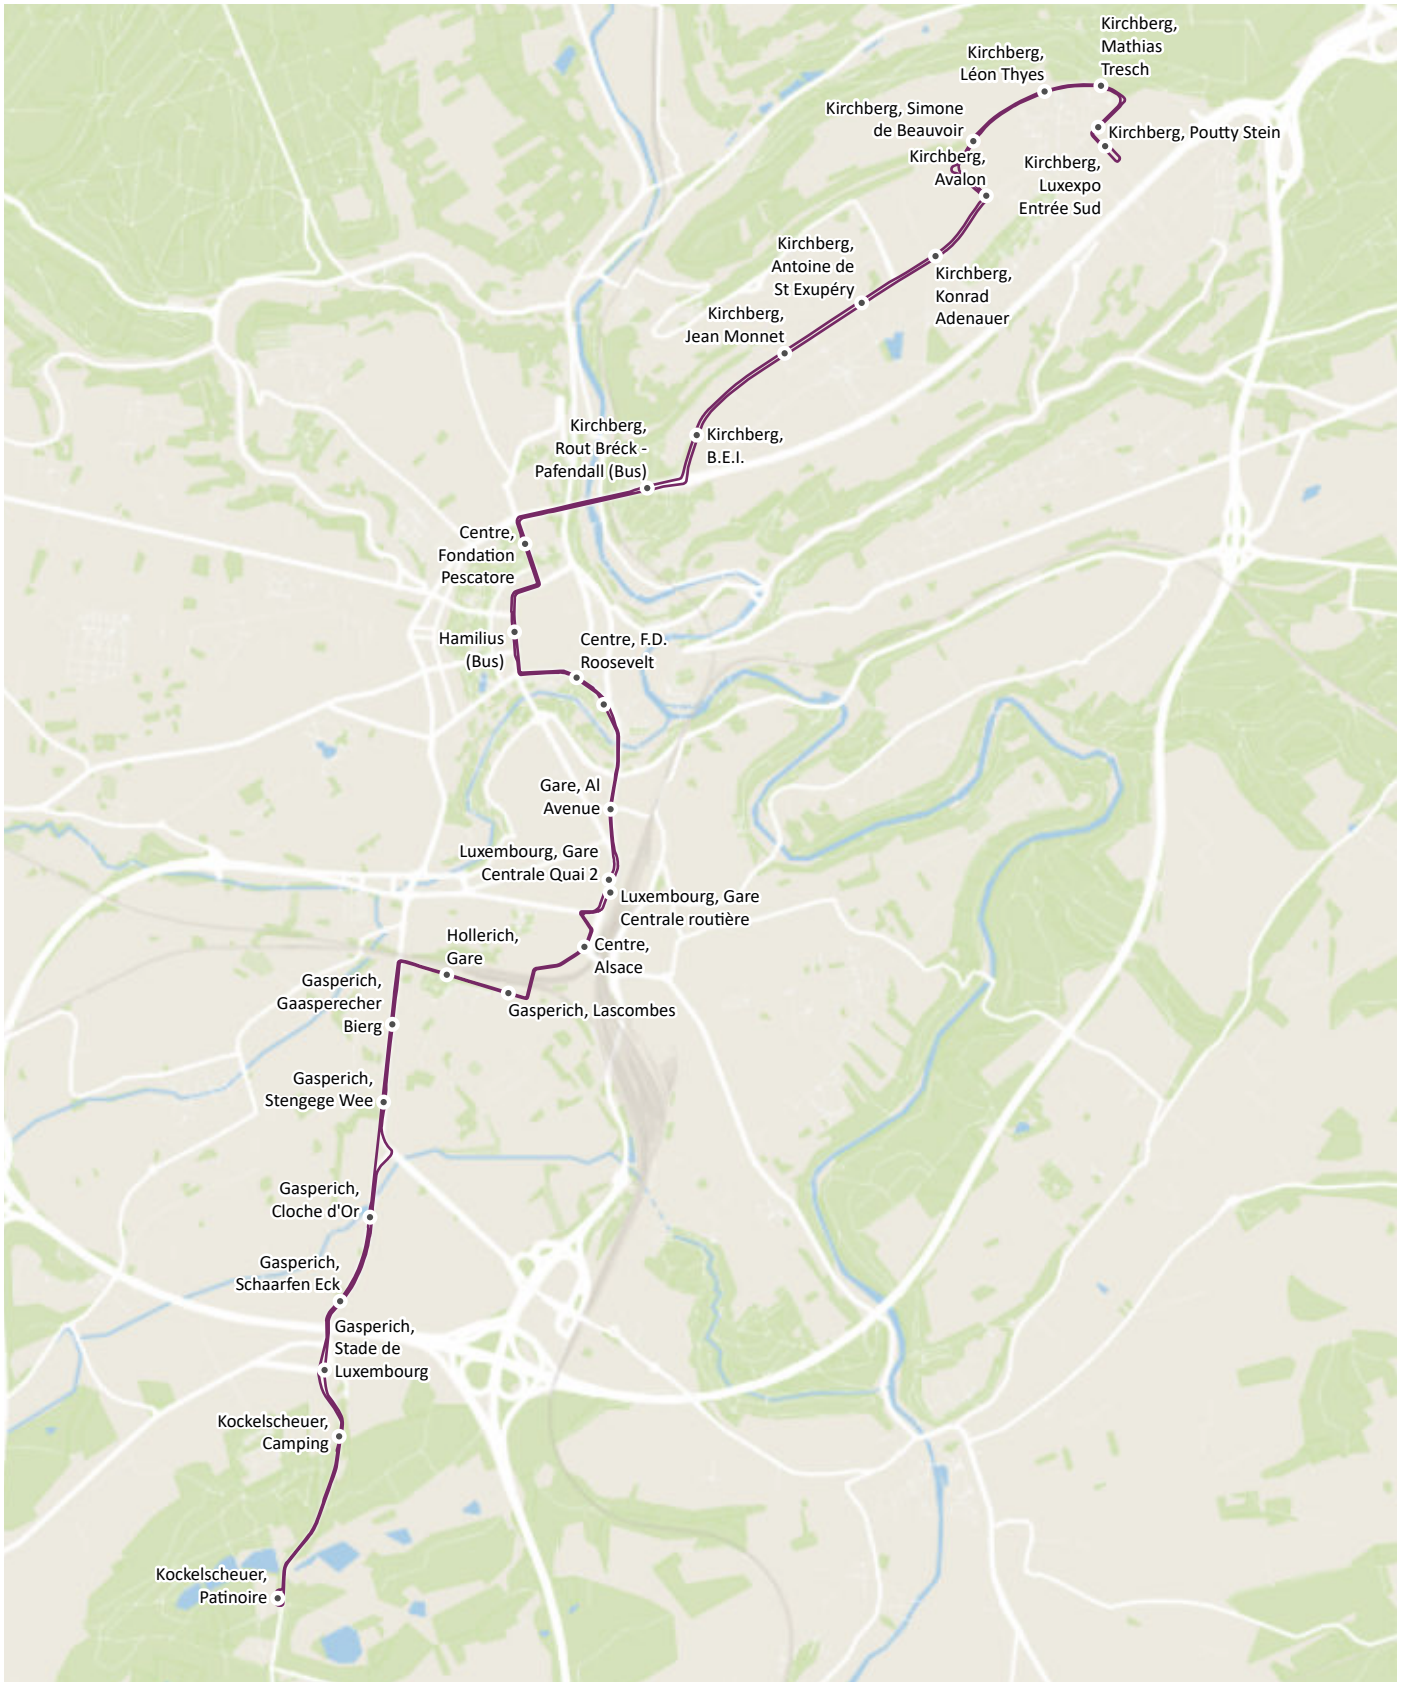 Kirchberg,
Mathias
Tresch
Kirchberg,
Léon Thyes
Kirchberg, Simone
de Beauvoir
Kirchberg, Poutty Stein
Kirchberg,
Avalon
Kirchberg,
Luxexpo
Entrée Sud
Kirchberg,
Antoine de
St Exupéry
Kirchberg,
Konrad
Adenauer
Kirchberg,
Jean Monnet
Kirchberg,
Rout Bréck -
Pafendall (Bus)
Kirchberg,
B.E.I.
Centre,
Fondation
Pescatore
Hamilius
(Bus)
Centre, F.D.
Roosevelt
Gare, Al
Avenue
Luxembourg, Gare
Centrale Quai 2
Luxembourg, Gare
Centrale routière
Hollerich,
Gare
Centre,
Alsace
Gasperich,
Gaasperecher
Bierg
Gasperich, Lascombes
Gasperich,
Stengege Wee
Gasperich,
Cloche d'Or
Gasperich,
Schaarfen Eck
Gasperich,
Stade de
Luxembourg
Kockelscheuer,
Camping
Kockelscheuer,
Patinoire